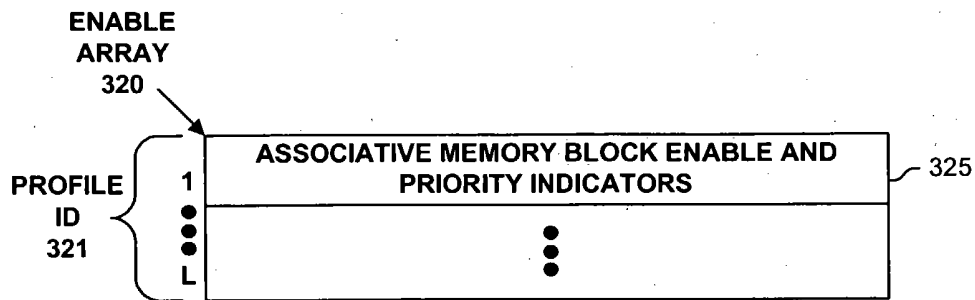 ENABLE
ARRAY
320
ASSOCIATIVE MEMORY BLOCK ENABLE AND
PRIORITY INDICATORS
325
PROFILE
ID
321
1
L